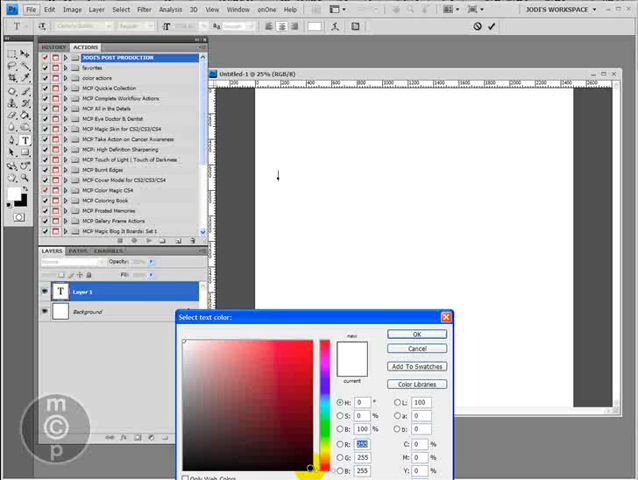 File Edit Image Layer Select Filter Analysis 3D View Window onOne Help
JODI'S WORKSPACE
HISTORY ACTIONS
JODI'S POST PRODUCTION
favorites
color actions
MCP Quickie Collection
MCP Complete Workflow Actions
MCP All in the Details
MCP Eye Doctor & Dentist
MCP Magic Skin for CS2/CS3/CS4
MCP Take Action on Cancer Awareness
MCP: High Definition Sharpening
MCP Touch of Light | Touch of Darkness
MCP Burnt Edges
MCP Cover Model for CS2/CS3/CS4
MCP Color Magic CS4
MCP Coloring Book
MCP Frosted Memories
MCP Gallery Frame Actions
MCP Magic Blog It Boards: Set 1
Untitled-1 @ 25% (RGB/8)
LAYERS PATHS CHANNELS
Opacity:
Fill:
T Layer 1
Background
Select text color:
new
current
OK
Cancel
Add To Swatches
Color Libraries
H: 0 °
S: 0 %
B: 100 %
R: 255
G: 255
B: 255
L: 100
a: 0
b: 0
C: 0 %
M: 0 %
Y: 0 %
Only Web Colors
m
©
p